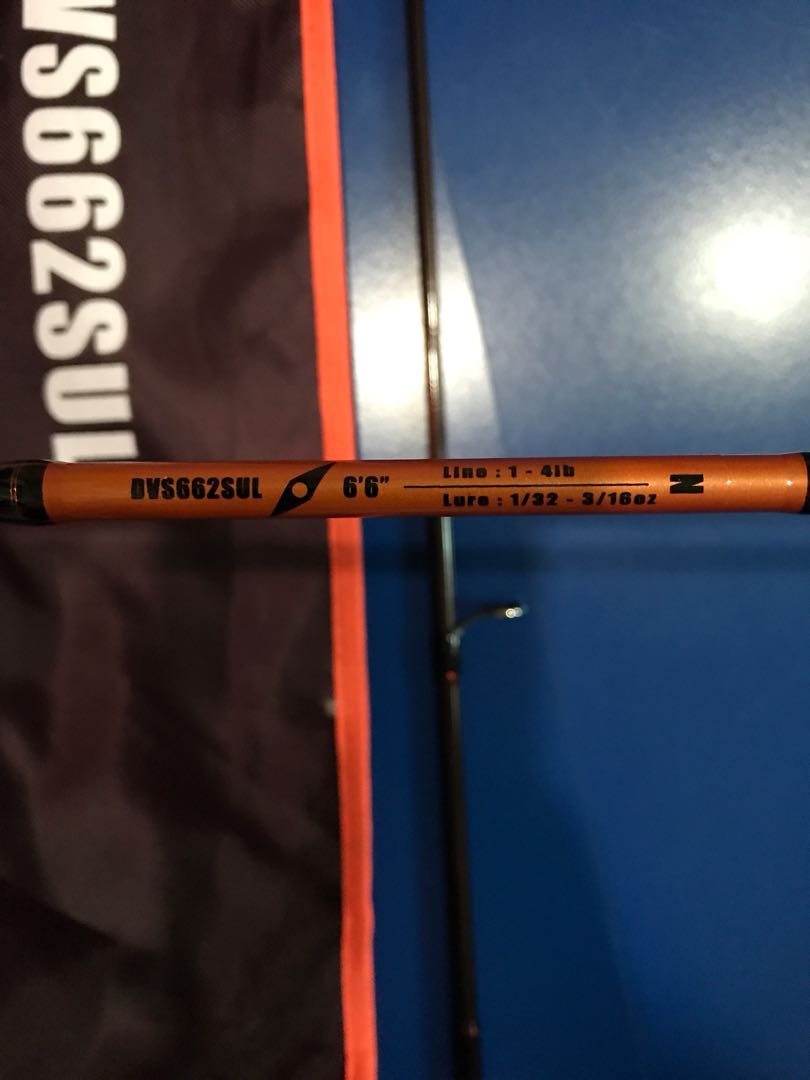 VS662SUL
DVS662SUL 6'6"
Line : 1 - 4lb
Lure : 1/32 - 3/16oz
N